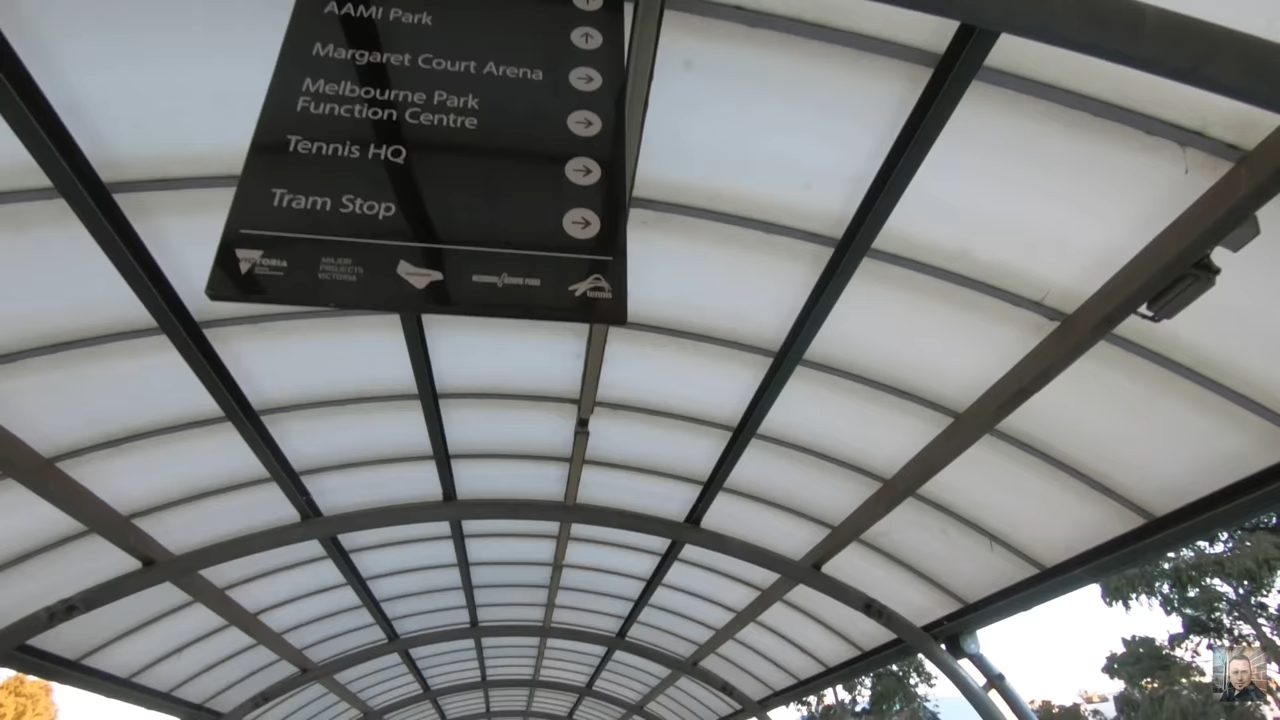 AAMI Park
Margaret Court Arena
Melbourne Park
Function Centre
Tennis HQ
Tram Stop
VICTORIA
MAJOR
PROJECTS
VICTORIA
tennis